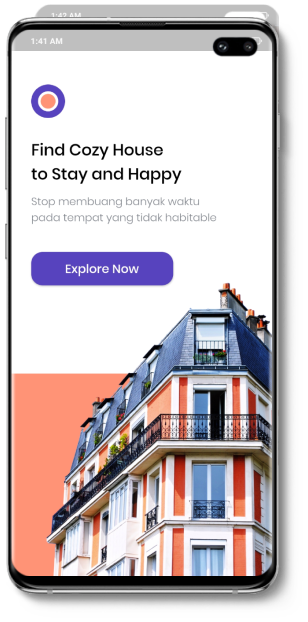 1:42 AM
1:41 AM
Find Cozy House
to Stay and Happy
Stop membuang banyak waktu
pada tempat yang tidak habitable
Explore Now